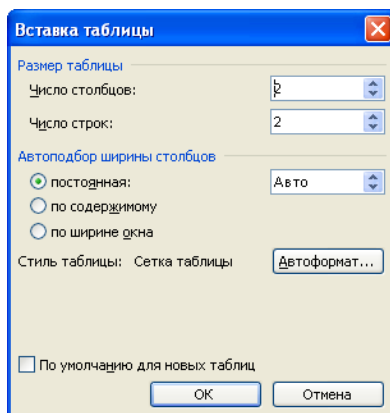 Вставка таблицы
Размер таблицы
Число столбцов: 2
Число строк: 2
Автоподбор ширины столбцов
постоянная: Авто
по содержимому
по ширине окна
Стиль таблицы: Сетка таблицы Автоформат...
По умолчанию для новых таблиц
ОК Отмена